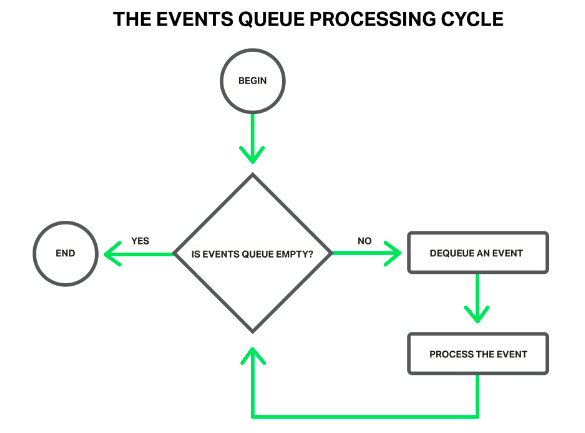 THE EVENTS QUEUE PROCESSING CYCLE
BEGIN
YES
NO
END
IS EVENTS QUEUE EMPTY?
DEQUEUE AN EVENT
PROCESS THE EVENT